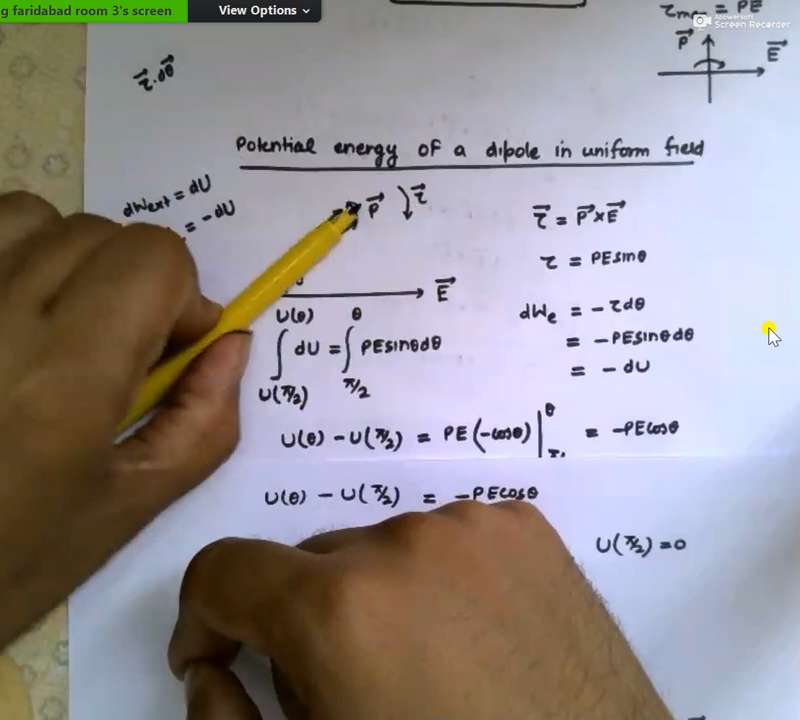 g faridabad room 3's screen
View Options
τmax = PE
Apowersoft
Screen Recorder
P⃗
E⃗
τ⃗.dθ⃗
Potential energy of a dipole in uniform field
dWext = dU
= -dU
P⃗ τ⃗
τ⃗ = P⃗×E⃗
E⃗
τ = PEsinθ
dWe = -τdθ
∫_{U(π/2)}^{U(θ)} dU = ∫_{π/2}^{θ} PEsinθdθ
= -PEsinθdθ
= -dU
U(θ) - U(π/2) = PE(-cosθ)|^θ = -PEcosθ
U(θ) - U(π/2) = -PEcosθ
U(π/2) = 0